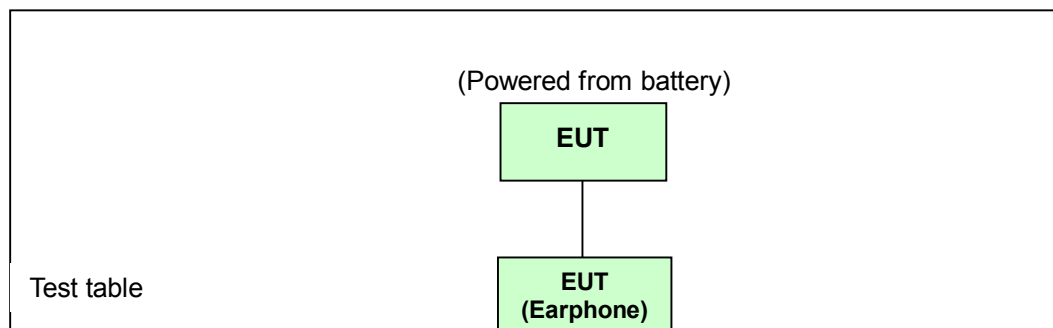 (Powered from battery)
EUT
EUT
(Earphone)
Test table